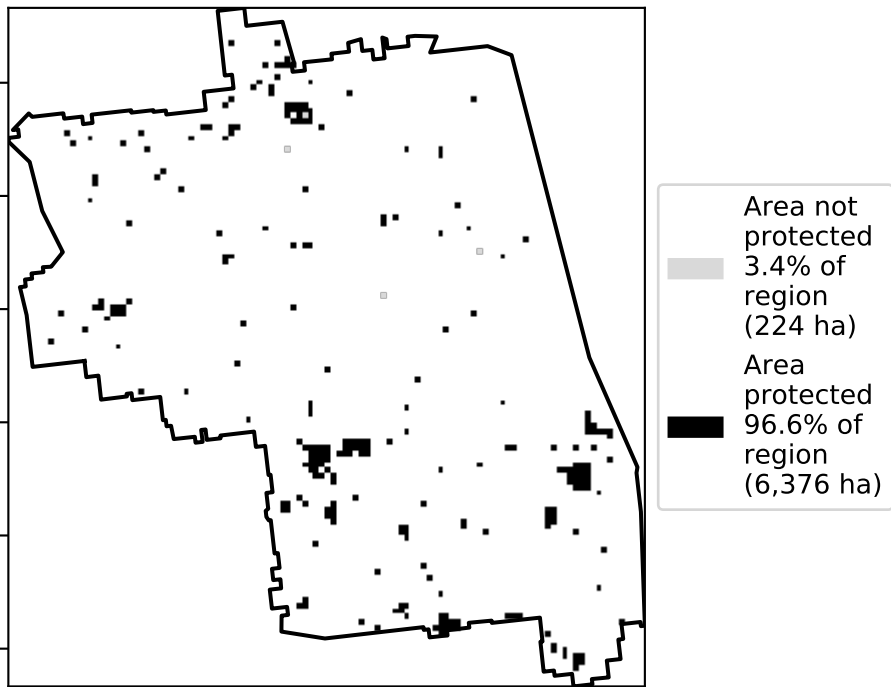 Area not
protected
3.4% of
region
(224 ha)
Area
protected
96.6% of
region
(6,376 ha)